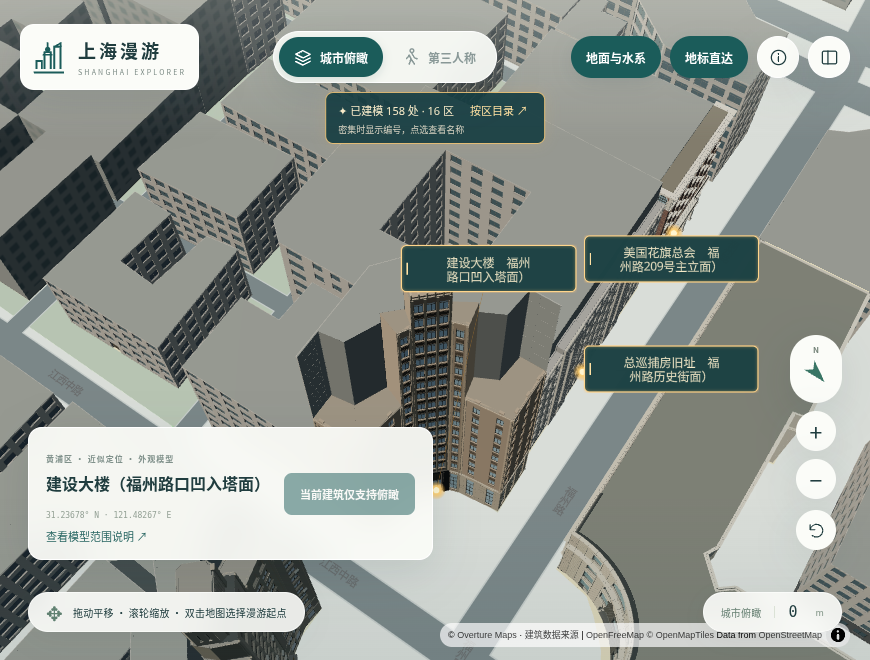 上海漫游
SHANGHAI EXPLORER
城市俯瞰
第三人称
地面与水系
地标直达
✦ 已建模 158 处 · 16 区 按区目录 ↗
密集时显示编号，点选查看名称
建设大楼 福州
路口凹入塔面）
美国花旗总会 福
州路209号主立面）
总巡捕房旧址 福
州路历史街面）
N
江西中路
黄浦区 · 近似定位 · 外观模型
建设大楼（福州路口凹入塔面）
当前建筑仅支持俯瞰
31.23678° N · 121.48267° E
查看模型范围说明 ↗
江西中路
拖动平移 · 滚轮缩放 · 双击地图选择漫游起点
城市俯瞰 0 m
© Overture Maps · 建筑数据来源 | OpenFreeMap © OpenMapTiles Data from OpenStreetMap